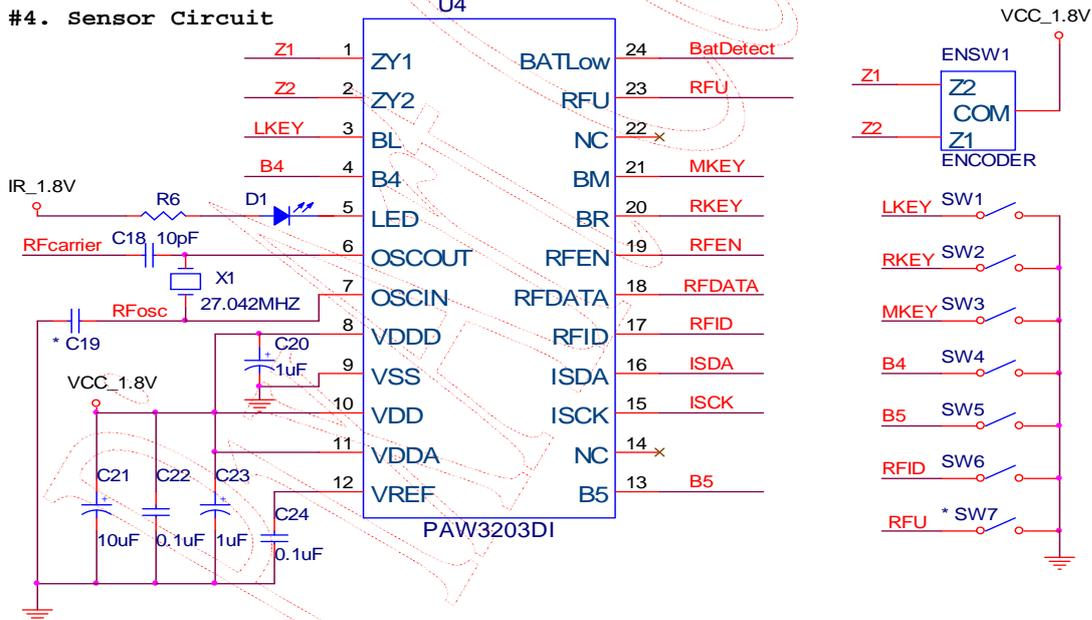 #4. Sensor Circuit
U4
VCC_1.8V
Z1 1 ZY1 BATLow 24 BatDetect
Z2 2 ZY2 RFU 23 RFU
LKEY 3 BL NC 22
B4 4 B4 BM 21 MKEY
IR_1.8V R6 D1 5 LED BR 20 RKEY
RFcarrier C18 10pF 6 OSCOUT RFEN 19 RFEN
X1
27.042MHZ
7 OSCIN RFDATA 18 RFDATA
RFosc
* C19
8 VDDD RFID 17 RFID
C20
1uF
9 VSS ISDA 16 ISDA
VCC_1.8V
10 VDD ISCK 15 ISCK
11 VDDA NC 14
12 VREF B5 13 B5
C21 C22 C23 C24
10uF 0.1uF 1uF 0.1uF
PAW3203DI
ENSW1
Z1 Z2
COM
Z2 Z1
ENCODER
LKEY SW1
RKEY SW2
MKEY SW3
B4 SW4
B5 SW5
RFID SW6
RFU * SW7